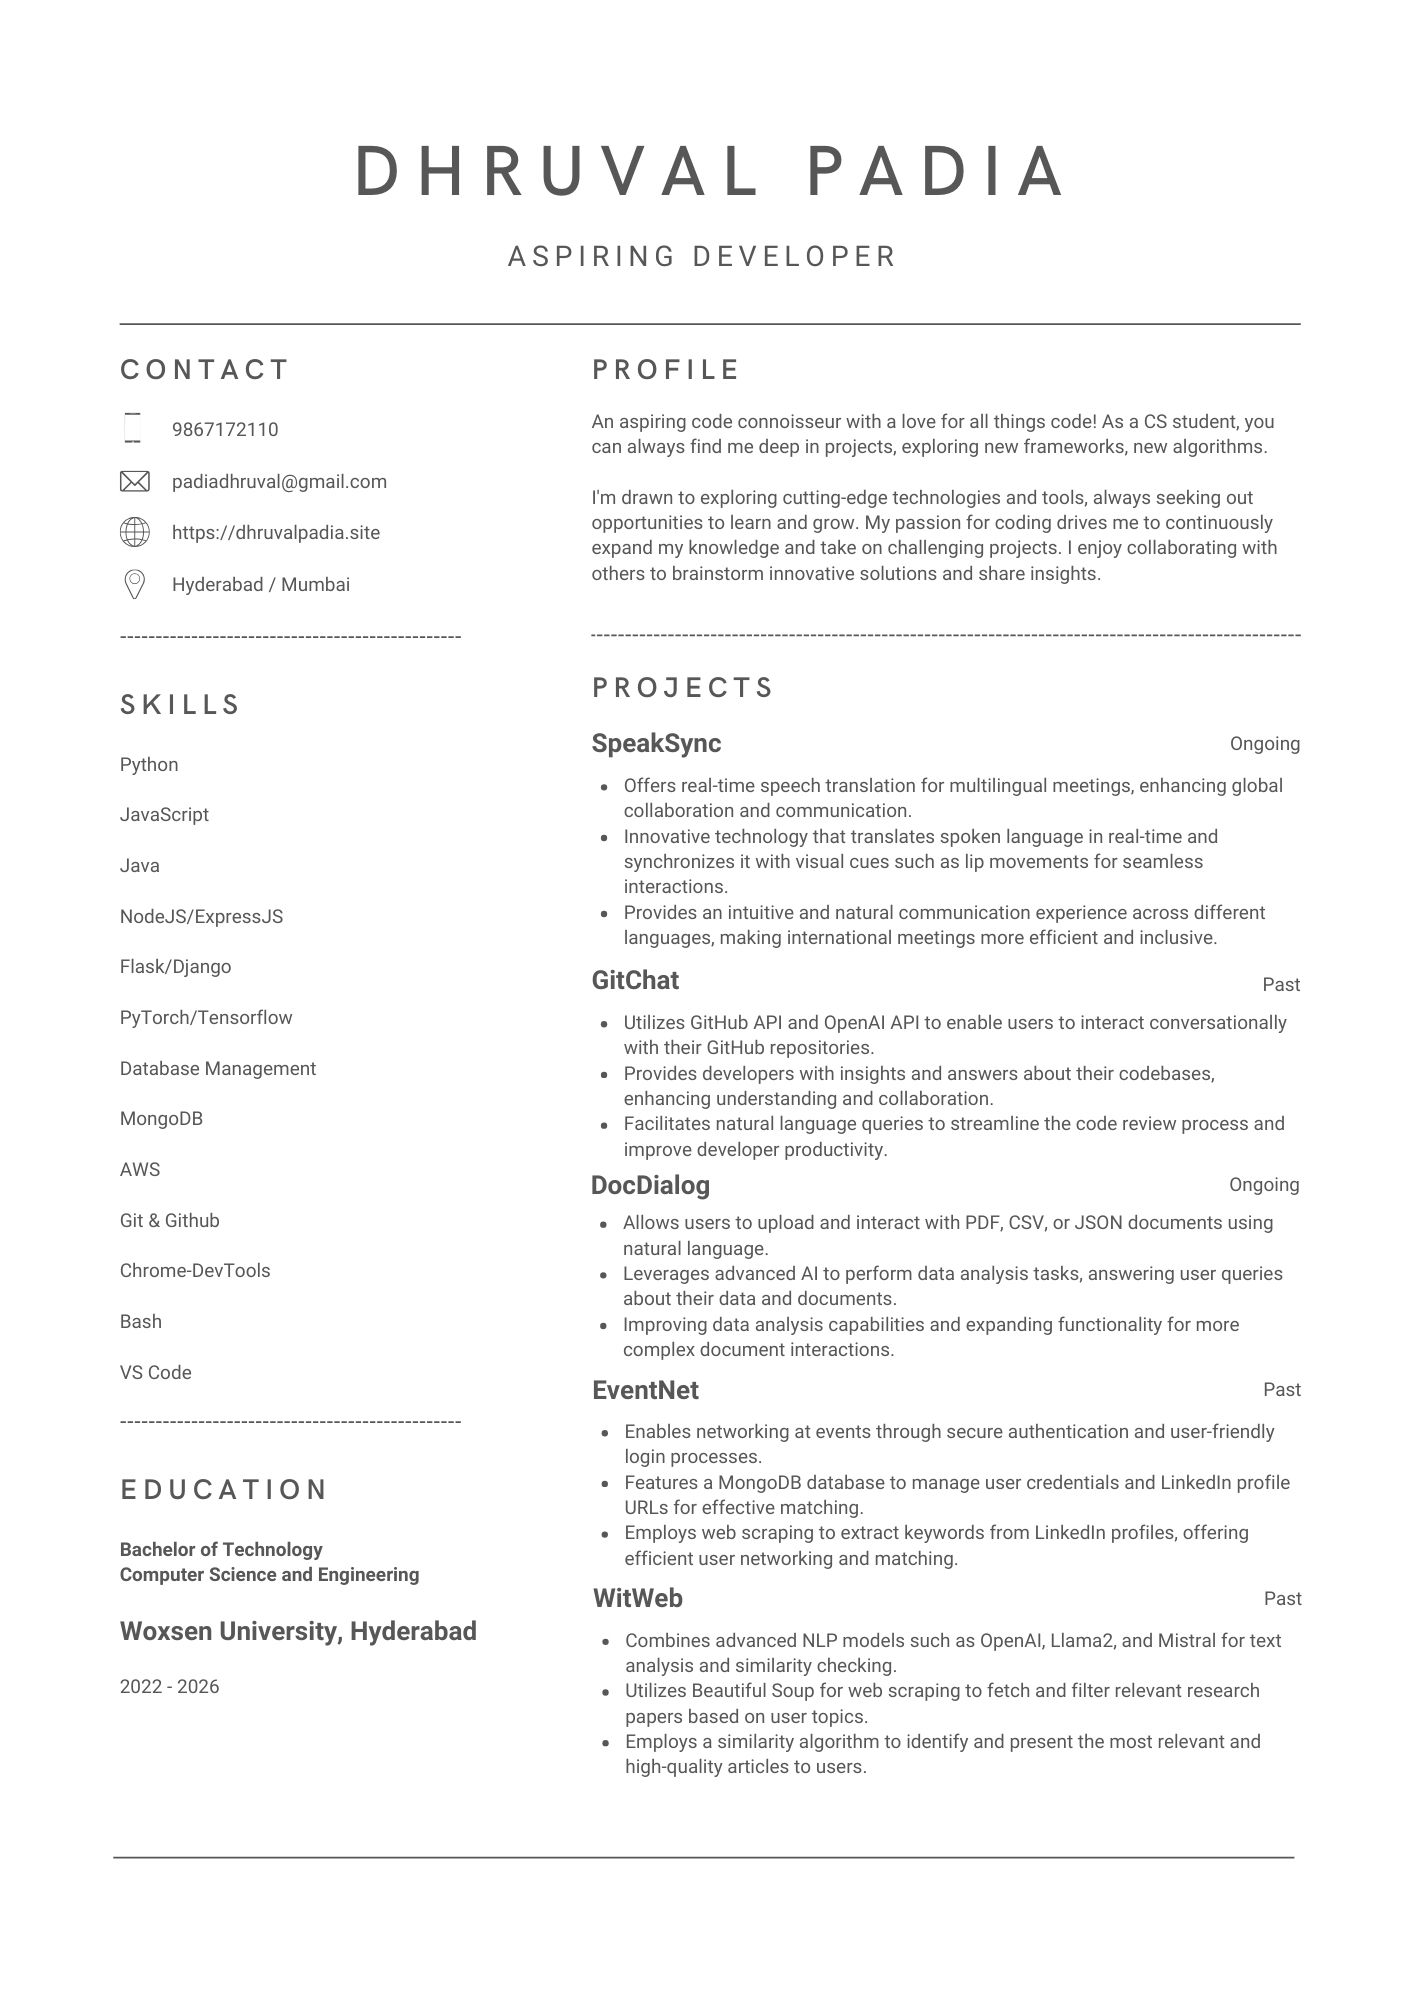 DHRUVAL PADIA
ASPIRING DEVELOPER
CONTACT
9867172110
padiadhruval@gmail.com
https://dhruvalpadia.site
Hyderabad / Mumbai
-------------------------------------------------
SKILLS
Python
JavaScript
Java
NodeJS/ExpressJS
Flask/Django
PyTorch/Tensorflow
Database Management
MongoDB
AWS
Git & Github
Chrome-DevTools
Bash
VS Code
-------------------------------------------------
EDUCATION
Bachelor of Technology
Computer Science and Engineering
Woxsen University, Hyderabad
2022 - 2026
PROFILE
An aspiring code connoisseur with a love for all things code! As a CS student, you
can always find me deep in projects, exploring new frameworks, new algorithms.
I'm drawn to exploring cutting-edge technologies and tools, always seeking out
opportunities to learn and grow. My passion for coding drives me to continuously
expand my knowledge and take on challenging projects. I enjoy collaborating with
others to brainstorm innovative solutions and share insights.
------------------------------------------------------------------------------------------------------
PROJECTS
SpeakSync Ongoing
• Offers real-time speech translation for multilingual meetings, enhancing global
collaboration and communication.
• Innovative technology that translates spoken language in real-time and
synchronizes it with visual cues such as lip movements for seamless
interactions.
• Provides an intuitive and natural communication experience across different
languages, making international meetings more efficient and inclusive.
GitChat Past
• Utilizes GitHub API and OpenAI API to enable users to interact conversationally
with their GitHub repositories.
• Provides developers with insights and answers about their codebases,
enhancing understanding and collaboration.
• Facilitates natural language queries to streamline the code review process and
improve developer productivity.
DocDialog Ongoing
• Allows users to upload and interact with PDF, CSV, or JSON documents using
natural language.
• Leverages advanced AI to perform data analysis tasks, answering user queries
about their data and documents.
• Improving data analysis capabilities and expanding functionality for more
complex document interactions.
EventNet Past
• Enables networking at events through secure authentication and user-friendly
login processes.
• Features a MongoDB database to manage user credentials and LinkedIn profile
URLs for effective matching.
• Employs web scraping to extract keywords from LinkedIn profiles, offering
efficient user networking and matching.
WitWeb Past
• Combines advanced NLP models such as OpenAI, Llama2, and Mistral for text
analysis and similarity checking.
• Utilizes Beautiful Soup for web scraping to fetch and filter relevant research
papers based on user topics.
• Employs a similarity algorithm to identify and present the most relevant and
high-quality articles to users.